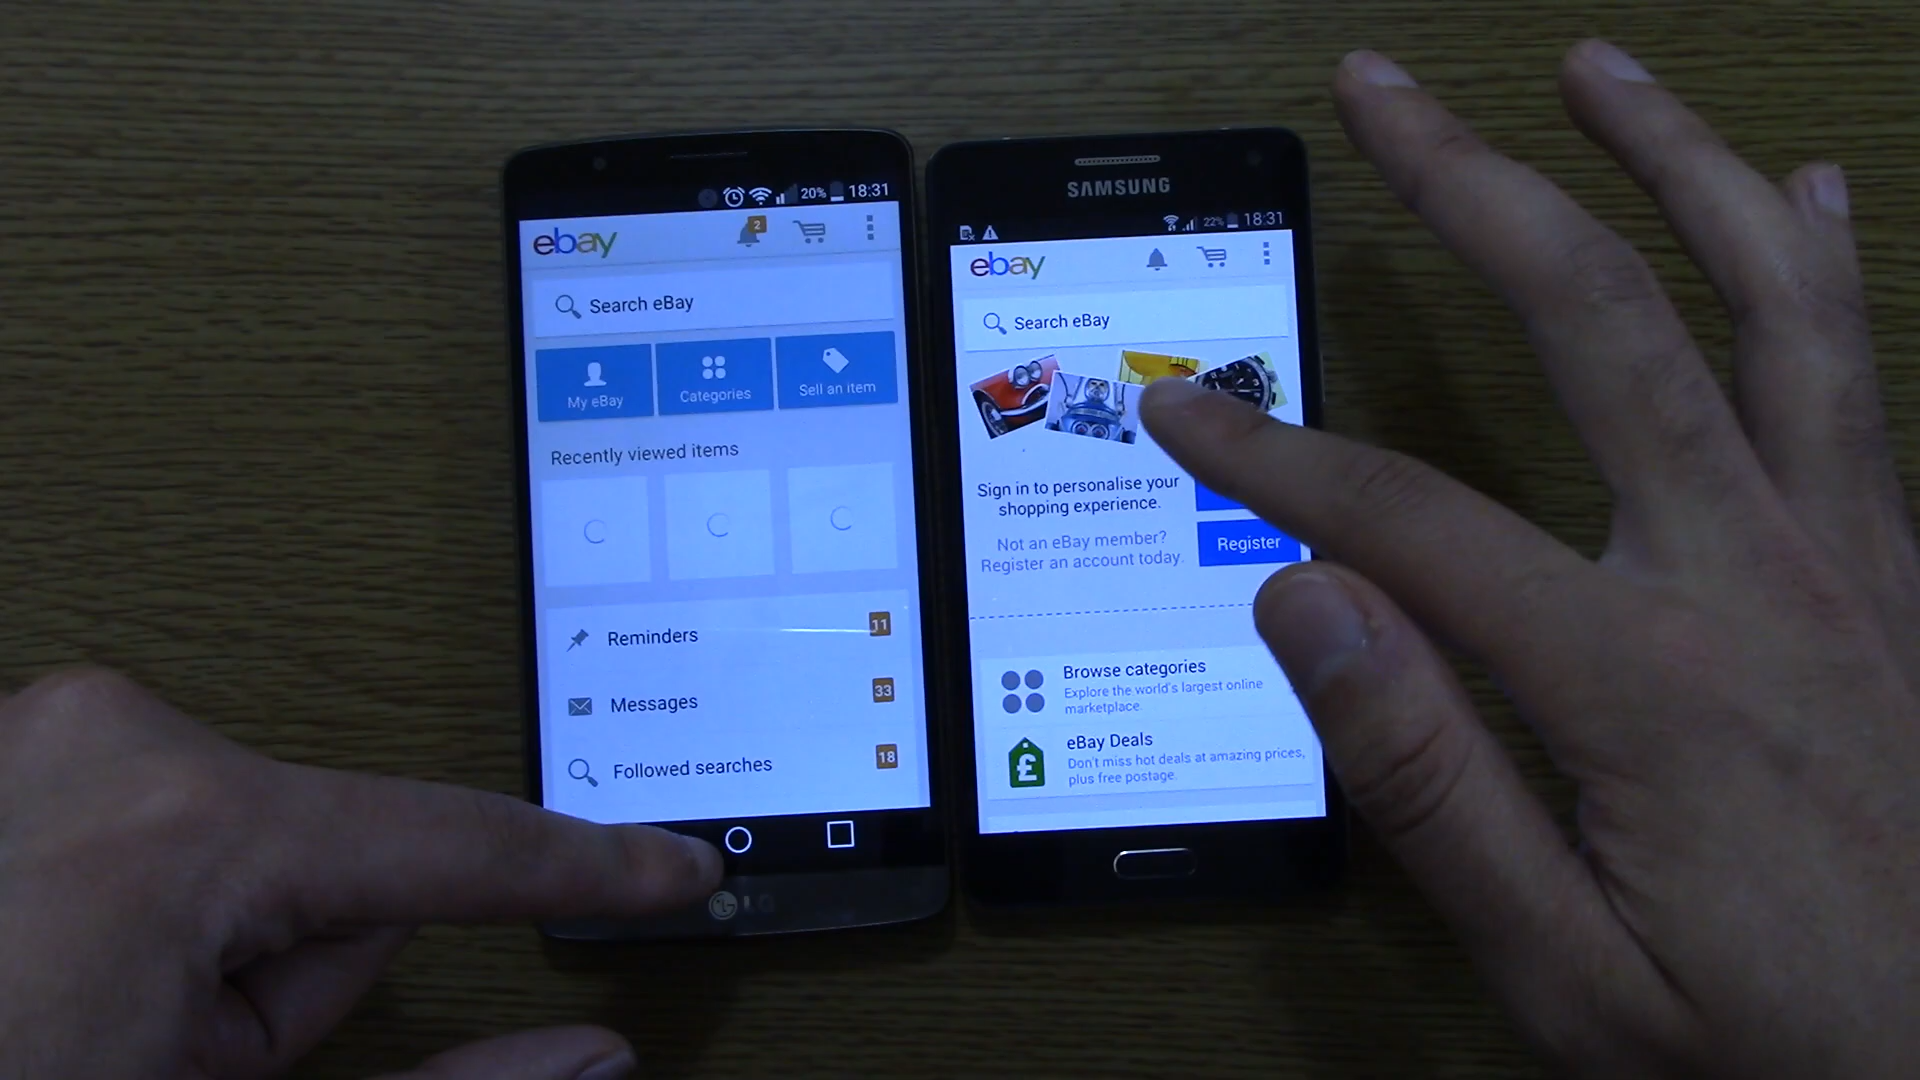 20% 18:31
ebay 2
Search eBay
My eBay
Categories
Sell an item
Recently viewed items
Reminders 11
Messages 33
Followed searches 18
LG
SAMSUNG
22% 18:31
ebay
Search eBay
Sign in to personalise your
shopping experience.
Not an eBay member?
Register an account today.
Register
Browse categories
Explore the world's largest online
marketplace.
eBay Deals
Don't miss hot deals at amazing prices,
plus free postage.
£